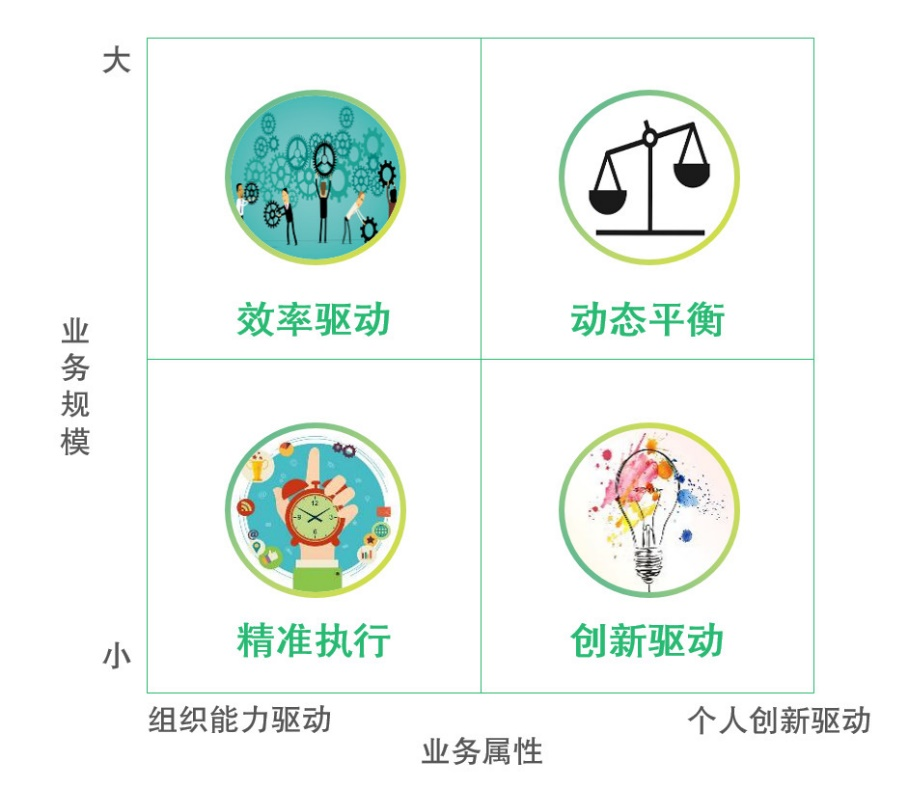 大
效率驱动
动态平衡
业务规模
精准执行
创新驱动
小
组织能力驱动
个人创新驱动
业务属性